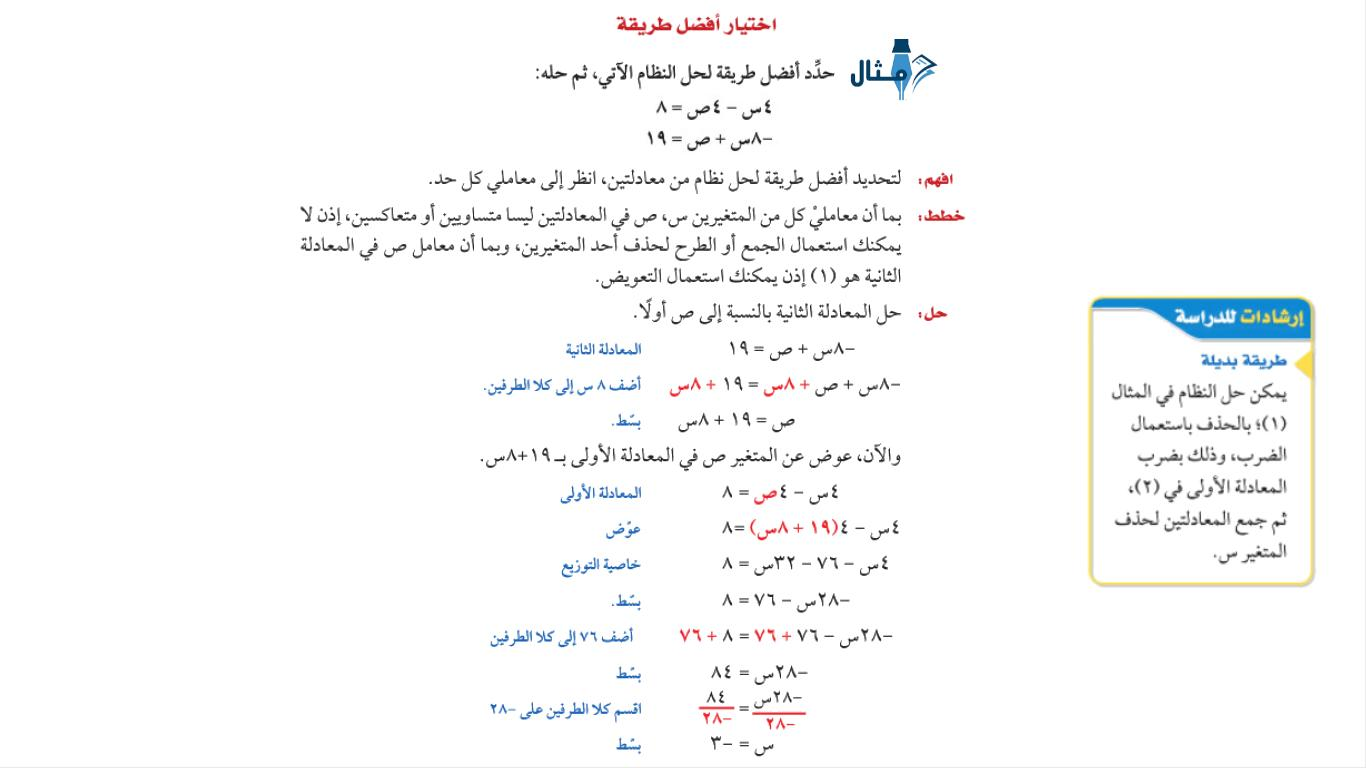 اختيار أفضل طريقة
مثال حدِّد أفضل طريقة لحل النظام الآتي، ثم حله:
٤س – ٤ص = ٨
–٨س + ص = ١٩
افهم: لتحديد أفضل طريقة لحل نظام من معادلتين، انظر إلى معاملي كل حد.
خطط: بما أن معامليْ كل من المتغيرين س، ص في المعادلتين ليسا متساويين أو متعاكسين، إذن لا
يمكنك استعمال الجمع أو الطرح لحذف أحد المتغيرين، وبما أن معامل ص في المعادلة
الثانية هو (١) إذن يمكنك استعمال التعويض.
حل: حل المعادلة الثانية بالنسبة إلى ص أولًا.
–٨س + ص = ١٩ المعادلة الثانية
–٨س + ص + ٨س = ١٩ + ٨س أضف ٨ س إلى كلا الطرفين.
ص = ١٩ + ٨س بسّط.
والآن، عوض عن المتغير ص في المعادلة الأولى بـ ١٩+٨س.
٤س – ٤ص = ٨ المعادلة الأولى
٤س – ٤(١٩ + ٨س) =٨ عوّض
٤س – ٧٦ – ٣٢س = ٨ خاصية التوزيع
–٢٨س – ٧٦ = ٨ بسّط.
–٢٨س – ٧٦ + ٧٦ = ٨ + ٧٦ أضف ٧٦ إلى كلا الطرفين
–٢٨س = ٨٤ بسّط
–٢٨س/–٢٨ = ٨٤/–٢٨ اقسم كلا الطرفين على –٢٨
س = –٣ بسّط
إرشادات للدراسة
طريقة بديلة
يمكن حل النظام في المثال
(١)؛ بالحذف باستعمال
الضرب، وذلك بضرب
المعادلة الأولى في (٢)،
ثم جمع المعادلتين لحذف
المتغير س.